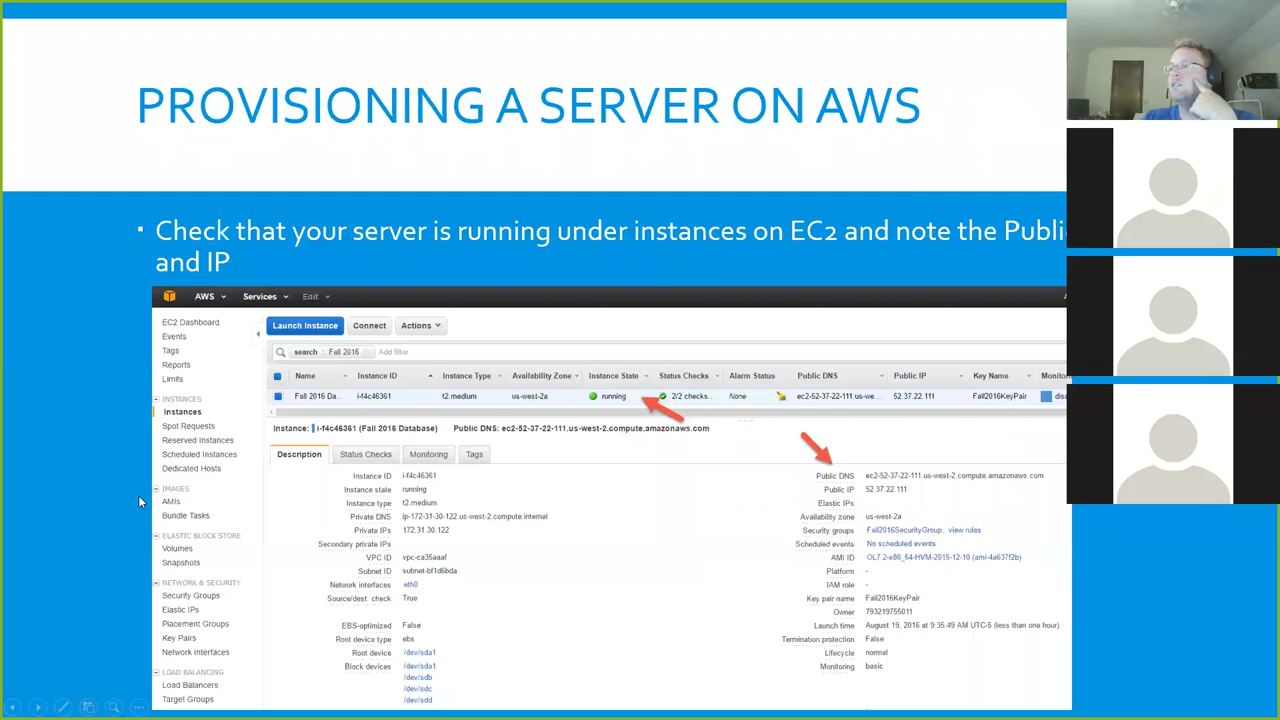 PROVISIONING A SERVER ON AWS
▪ Check that your server is running under instances on EC2 and note the Publi
and IP
AWS Services Edit
EC2 Dashboard
Events
Tags
Reports
Limits
INSTANCES
Instances
Spot Requests
Reserved Instances
Scheduled Instances
Dedicated Hosts
IMAGES
AMIs
Bundle Tasks
ELASTIC BLOCK STORE
Volumes
Snapshots
NETWORK & SECURITY
Security Groups
Elastic IPs
Placement Groups
Key Pairs
Network Interfaces
LOAD BALANCING
Load Balancers
Target Groups
Launch Instance Connect Actions
search : Fall 2016 Add filter
Name Instance ID Instance Type Availability Zone Instance State Status Checks Alarm Status Public DNS Public IP Key Name Monitori
Fall 2016 Da... i-f4c46361 t2.medium us-west-2a running 2/2 checks... None ec2-52-37-22-111.us-we... 52.37.22.111 Fall2016KeyPair disa
Instance: i-f4c46361 (Fall 2016 Database) Public DNS: ec2-52-37-22-111.us-west-2.compute.amazonaws.com
Description Status Checks Monitoring Tags
Instance ID i-f4c46361
Instance state running
Instance type t2.medium
Private DNS ip-172-31-30-122.us-west-2.compute.internal
Private IPs 172.31.30.122
Secondary private IPs
VPC ID vpc-ca35aaaf
Subnet ID subnet-bf1d6bda
Network interfaces eth0
Source/dest. check True
EBS-optimized False
Root device type ebs
Root device /dev/sda1
Block devices /dev/sda1
/dev/sdb
/dev/sdc
/dev/sdd
Public DNS ec2-52-37-22-111.us-west-2.compute.amazonaws.com
Public IP 52.37.22.111
Elastic IPs
Availability zone us-west-2a
Security groups Fall2016SecurityGroup. view rules
Scheduled events No scheduled events
AMI ID OL7.2-x86_64-HVM-2015-12-10 (ami-4a637f2b)
Platform -
IAM role -
Key pair name Fall2016KeyPair
Owner 793219755011
Launch time August 19, 2016 at 9:35:49 AM UTC-5 (less than one hour)
Termination protection False
Lifecycle normal
Monitoring basic